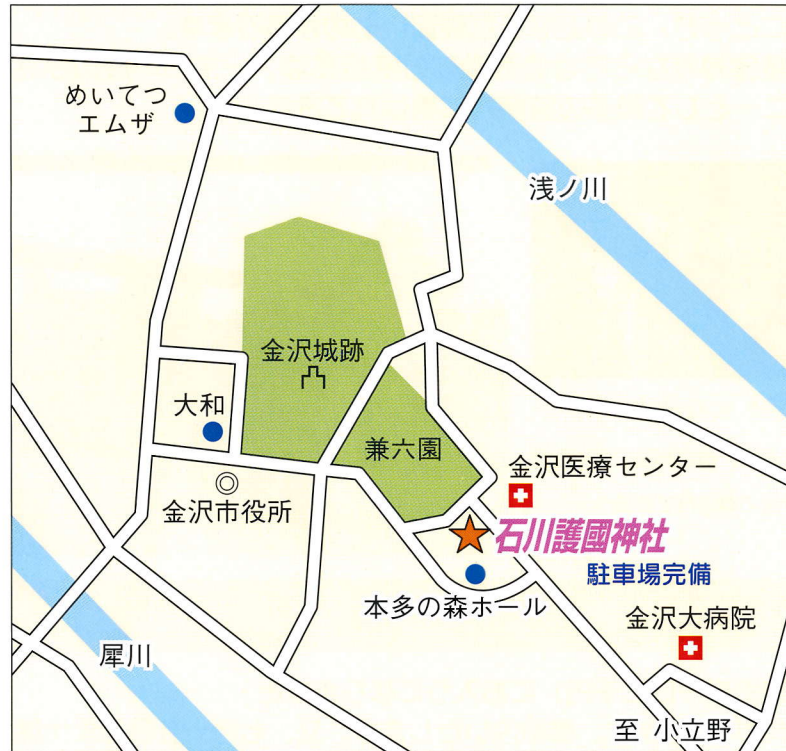 めいてつ
エムザ
浅ノ川
金沢城跡
大和
兼六園
金沢医療センター
金沢市役所
石川護國神社
駐車場完備
本多の森ホール
金沢大病院
犀川
至 小立野